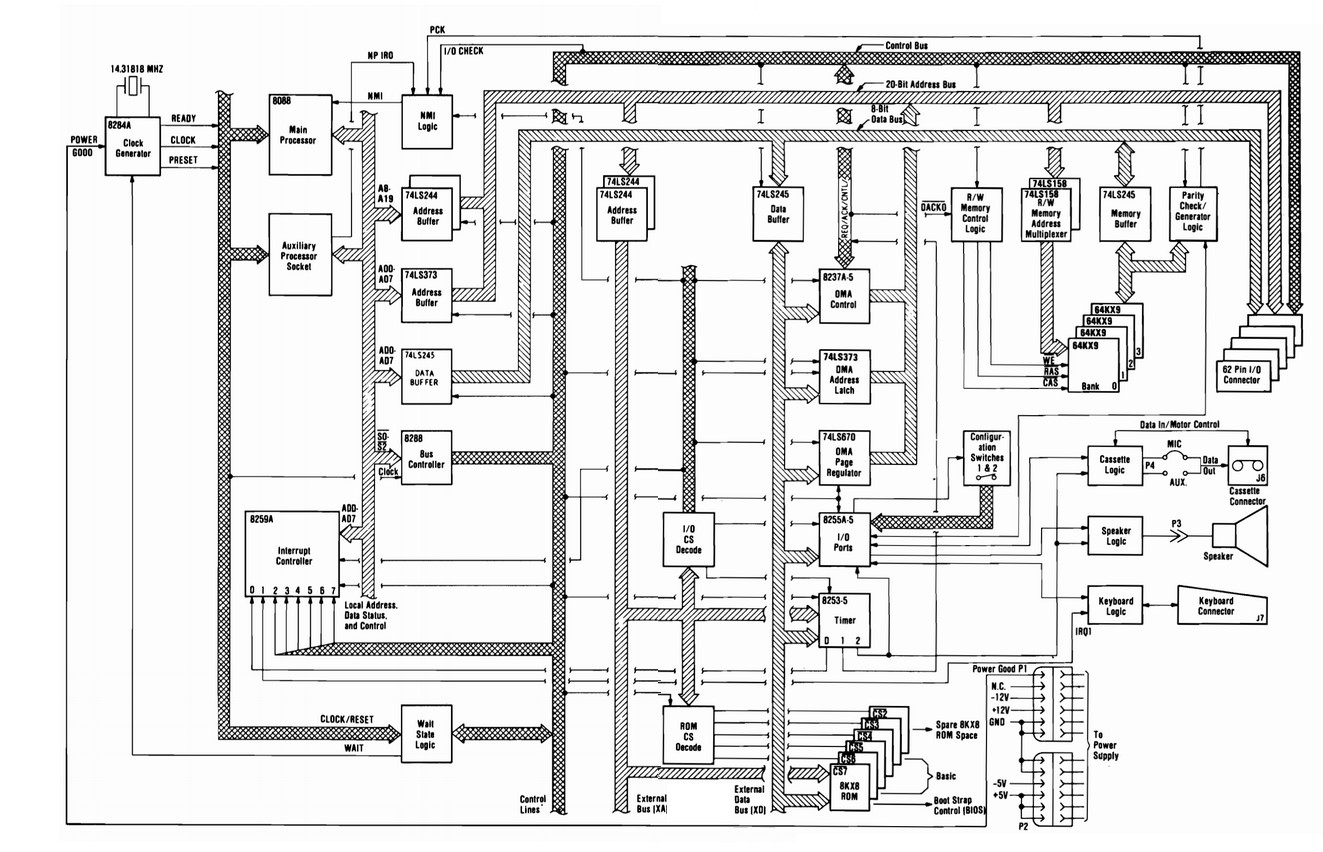 PCK
I/O CHECK
Control Bus
NP IRO
14.31818 MHZ
20-Bit Address Bus
8-Bit
Data Bus
8284A
Clock
Generator
READY
CLOCK
PRESET
POWER
GOOD
8088
Main
Processor
NMI
NMI
Logic
A8-
A19
74LS244
Address
Buffer
74LS244
74LS244
Address
Buffer
74LS245
Data
Buffer
REQ/ACK/CNTL
DACKO
R/W
Memory
Control
Logic
74LS158
74LS158
R/W
Memory
Address
Multiplexer
74LS245
Memory
Buffer
Parity
Check/
Generator
Logic
Auxiliary
Processor
Socket
ADO-
AD7
74LS373
Address
Buffer
8237A-5
DMA
Control
64KX9
64KX9
64KX9
64KX9
Bank 0
1
2
3
WE
RAS
CAS
62 Pin I/O
Connector
ADO-
AD7
74LS245
DATA
BUFFER
74LS373
DMA
Address
Latch
SO-
S2
Clock
8288
Bus
Controller
74LS670
DMA
Page
Regulator
Configur-
ation
Switches
1 & 2
Data In/Motor Control
Cassette
Logic
P4
MIC
AUX.
Data
Out
J6
Cassette
Connector
ADO-
AD7
8259A
Interrupt
Controller
0 1 2 3 4 5 6 7
I/O
CS
Decode
8255A-5
I/O
Ports
Speaker
Logic
P3
Speaker
Local Address,
Data Status,
and Control
8253-5
Timer
0 1 2
Keyboard
Logic
IRQ1
Keyboard
Connector
J7
Power Good P1
N.C.
-12V
+12V
GND
-5V
+5V
P2
To
Power
Supply
CLOCK/RESET
WAIT
Wait
State
Logic
ROM
CS
Decode
CS2
CS3
CS4
CS5
CS6
CS7
8KX8
ROM
Spare 8KX8
ROM Space
Basic
Boot Strap
Control (BIOS)
Control
Lines
External
Bus (XA)
External
Data
Bus (XD)